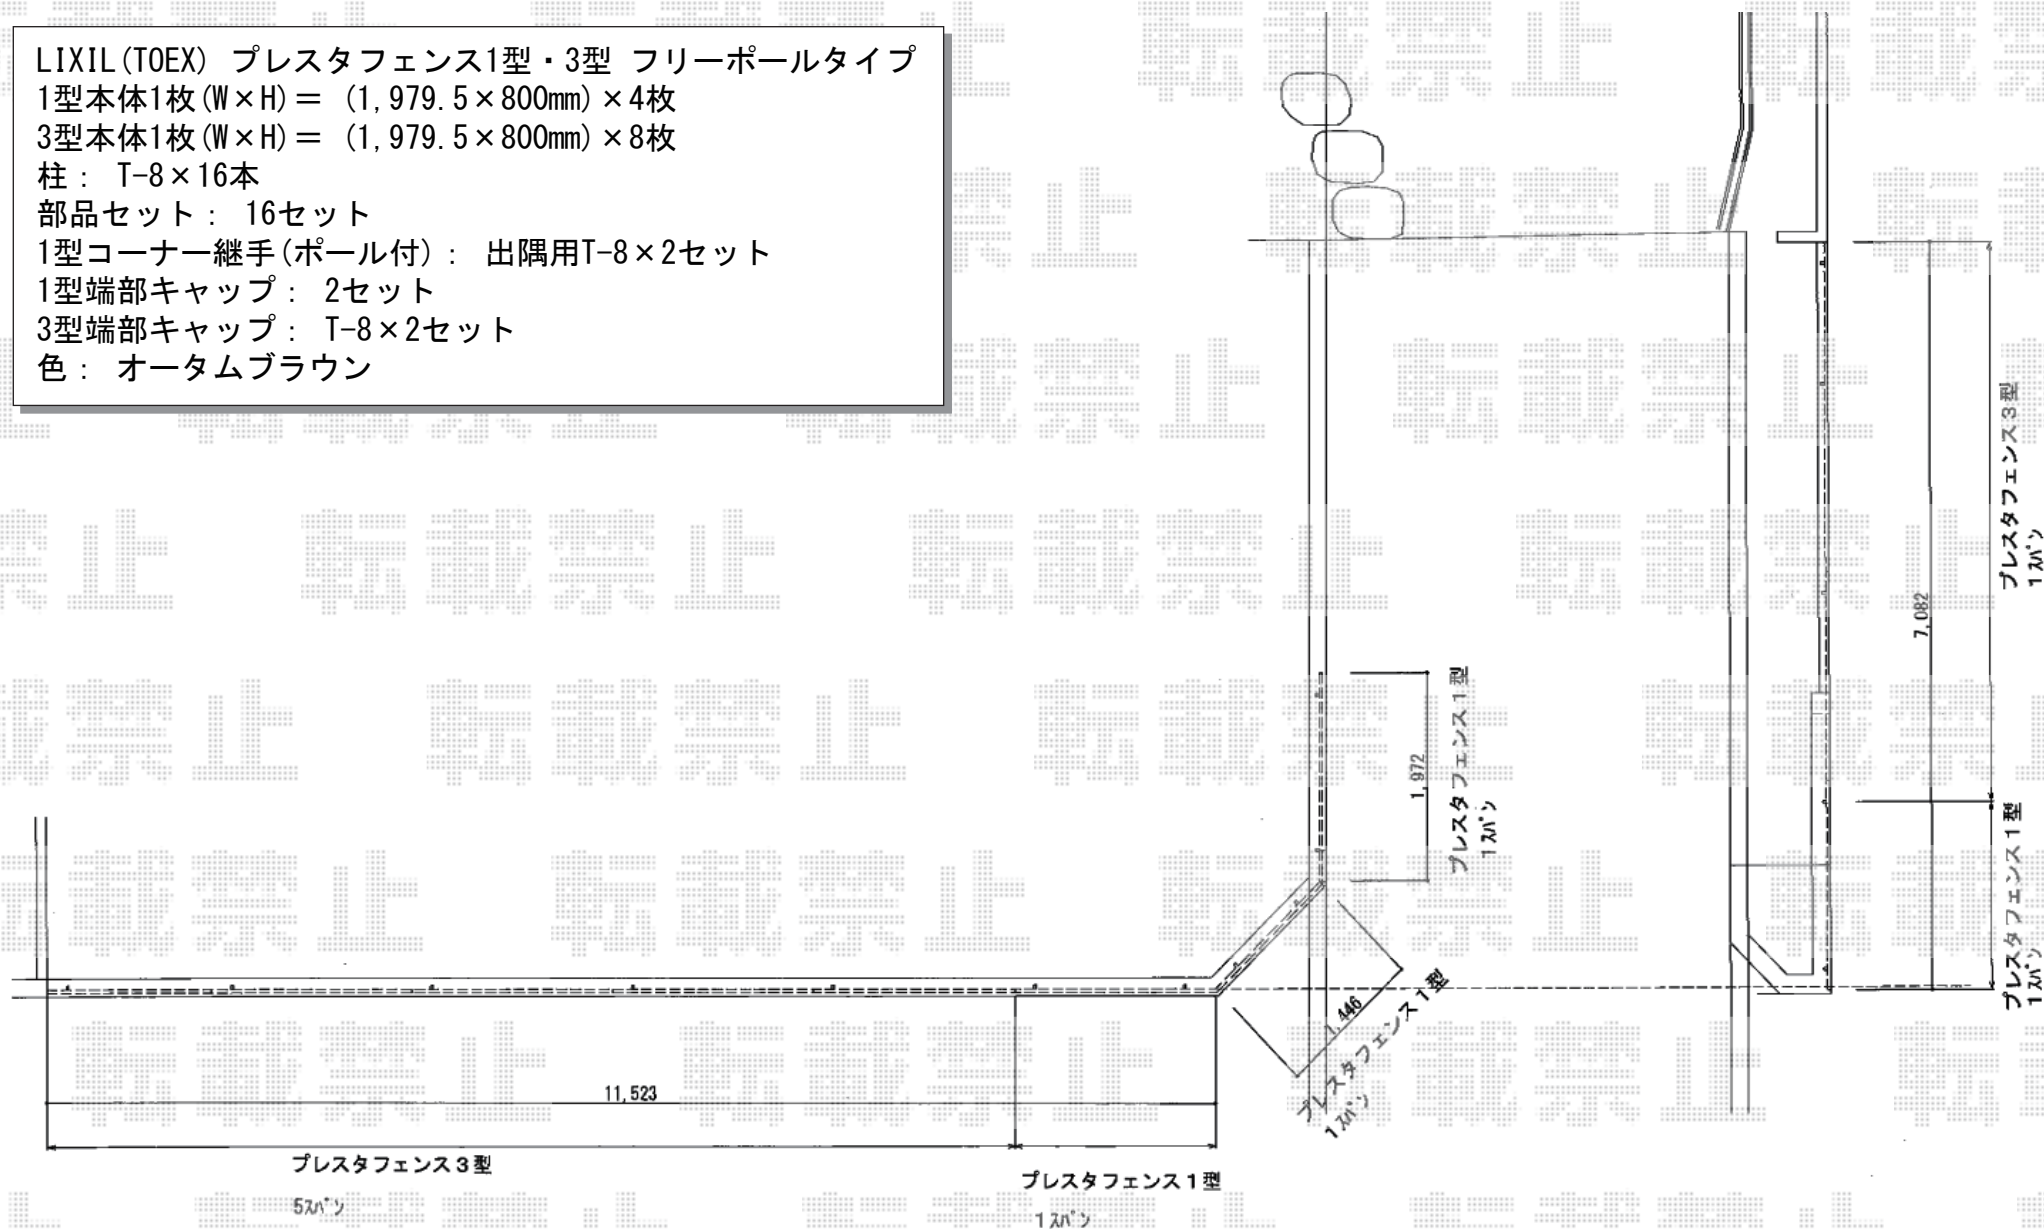 LIXIL(TOEX) プレスタフェンス1型・3型 フリーポールタイプ
1型本体1枚(W×H)＝ (1,979.5×800mm)×4枚
3型本体1枚(W×H)＝ (1,979.5×800mm)×8枚
柱： T-8×16本
部品セット： 16セット
1型コーナー継手(ポール付)： 出隅用T-8×2セット
1型端部キャップ： 2セット
3型端部キャップ： T-8×2セット
色： オータムブラウン
プレスタフェンス3型
1スパン
7,082
プレスタフェンス1型
1スパン
1,972
プレスタフェンス1型
1スパン
1,446
プレスタフェンス1型
1スパン
11,523
プレスタフェンス3型
5スパン
プレスタフェンス1型
1スパン
転載禁止